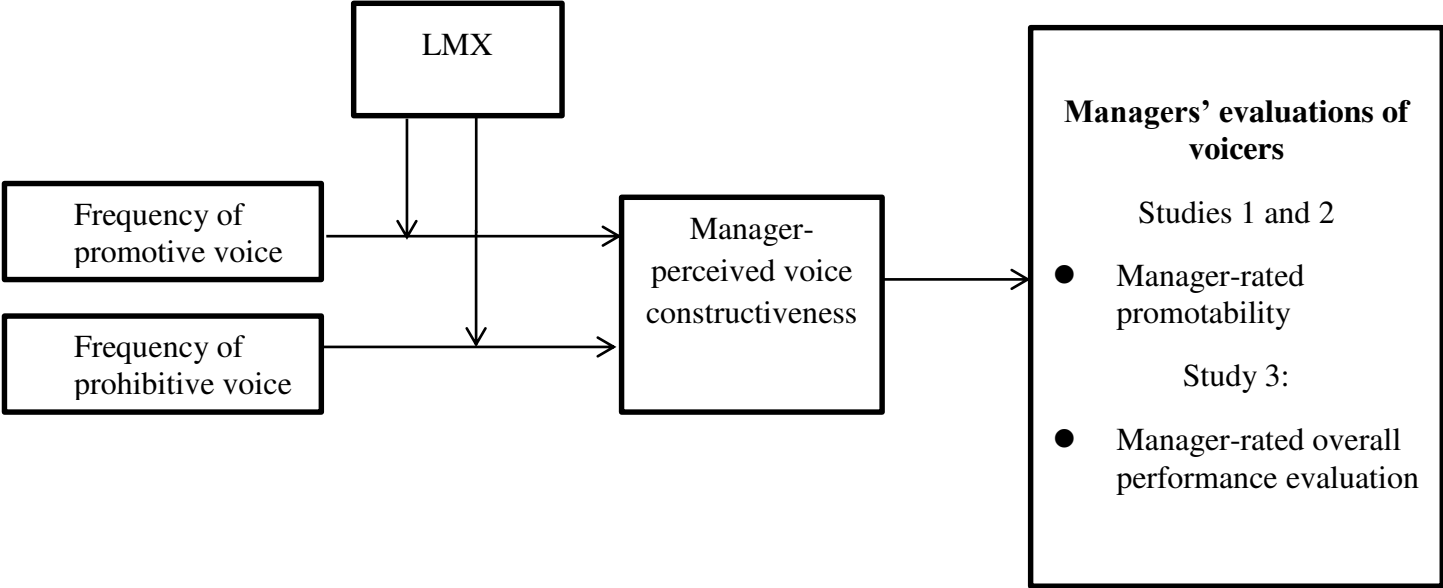 LMX
Frequency of
promotive voice
Frequency of
prohibitive voice
Manager-
perceived voice
constructiveness
Managers’ evaluations of
voicers
Studies 1 and 2
● Manager-rated
promotability
Study 3:
● Manager-rated overall
performance evaluation